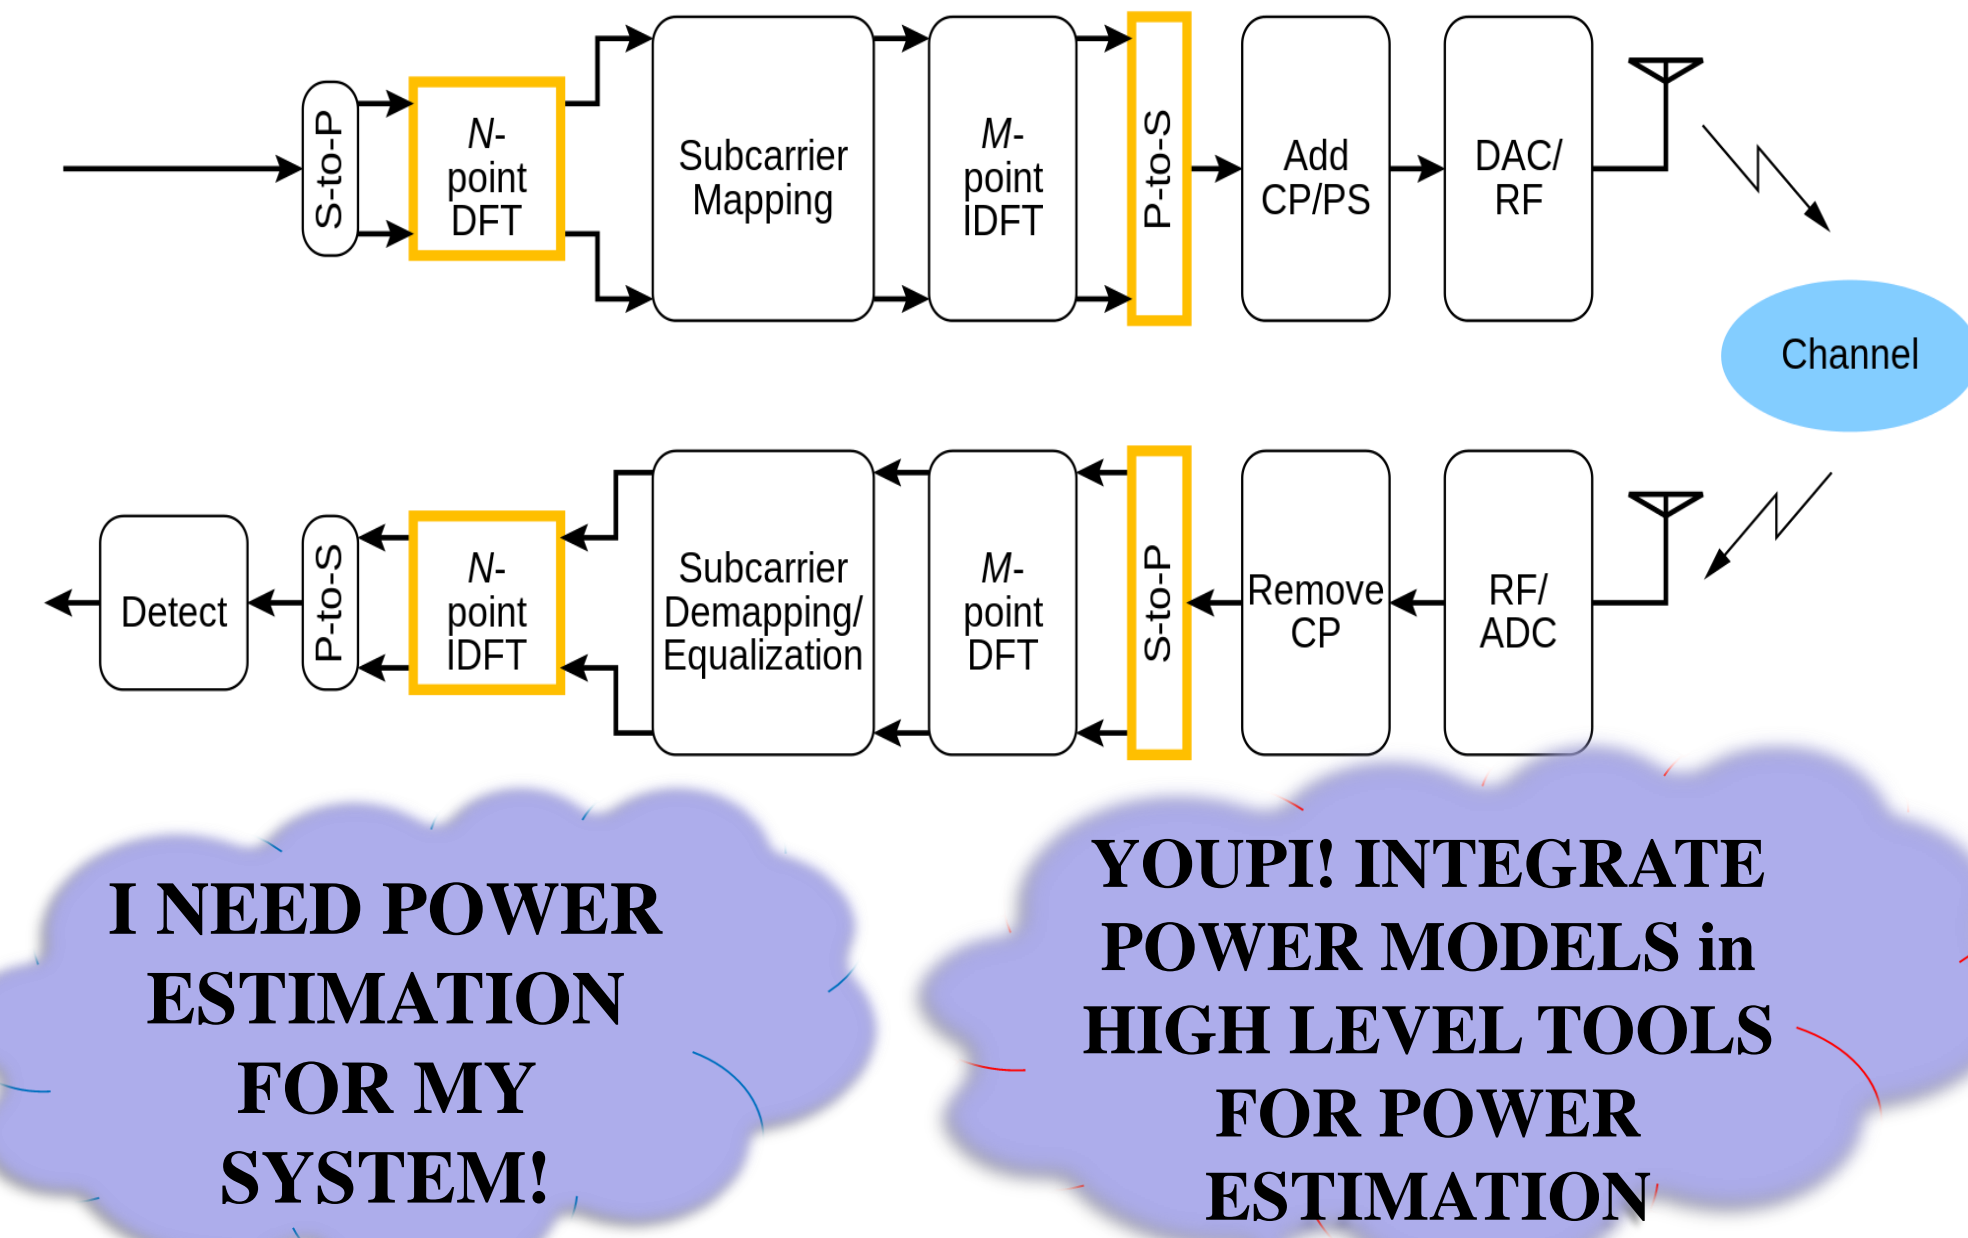 S-to-P
N-
point
DFT
Subcarrier
Mapping
M-
point
IDFT
P-to-S
Add
CP/PS
DAC/
RF
Channel
Detect
P-to-S
N-
point
IDFT
Subcarrier
Demapping/
Equalization
M-
point
DFT
S-to-P
Remove
CP
RF/
ADC
I NEED POWER
ESTIMATION
FOR MY
SYSTEM!
YOUPI! INTEGRATE
POWER MODELS in
HIGH LEVEL TOOLS
FOR POWER
ESTIMATION